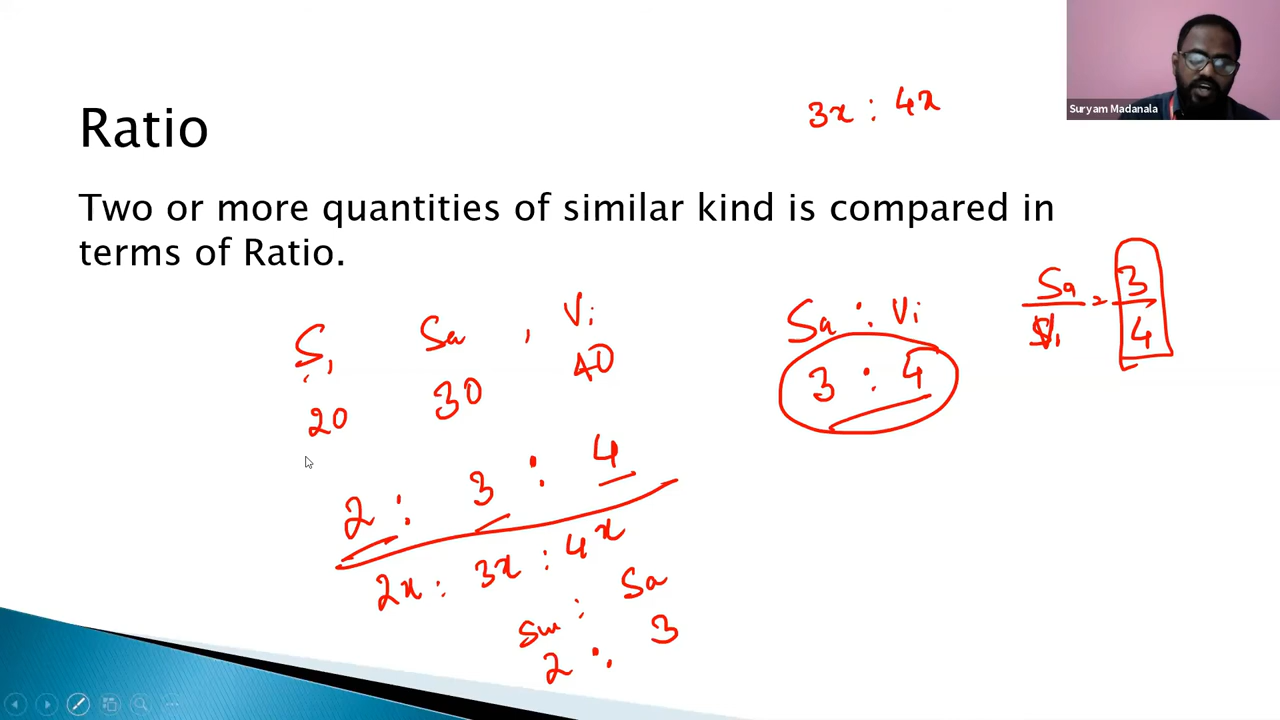 Suryam Madanala
3x : 4x
Ratio
Two or more quantities of similar kind is compared in
terms of Ratio.
S, Sa , Vi
20 30 40
2 : 3 : 4
2x : 3x : 4x
Sw : Sa
2 : 3
Sa : Vi
3 : 4
Sa = 3
4